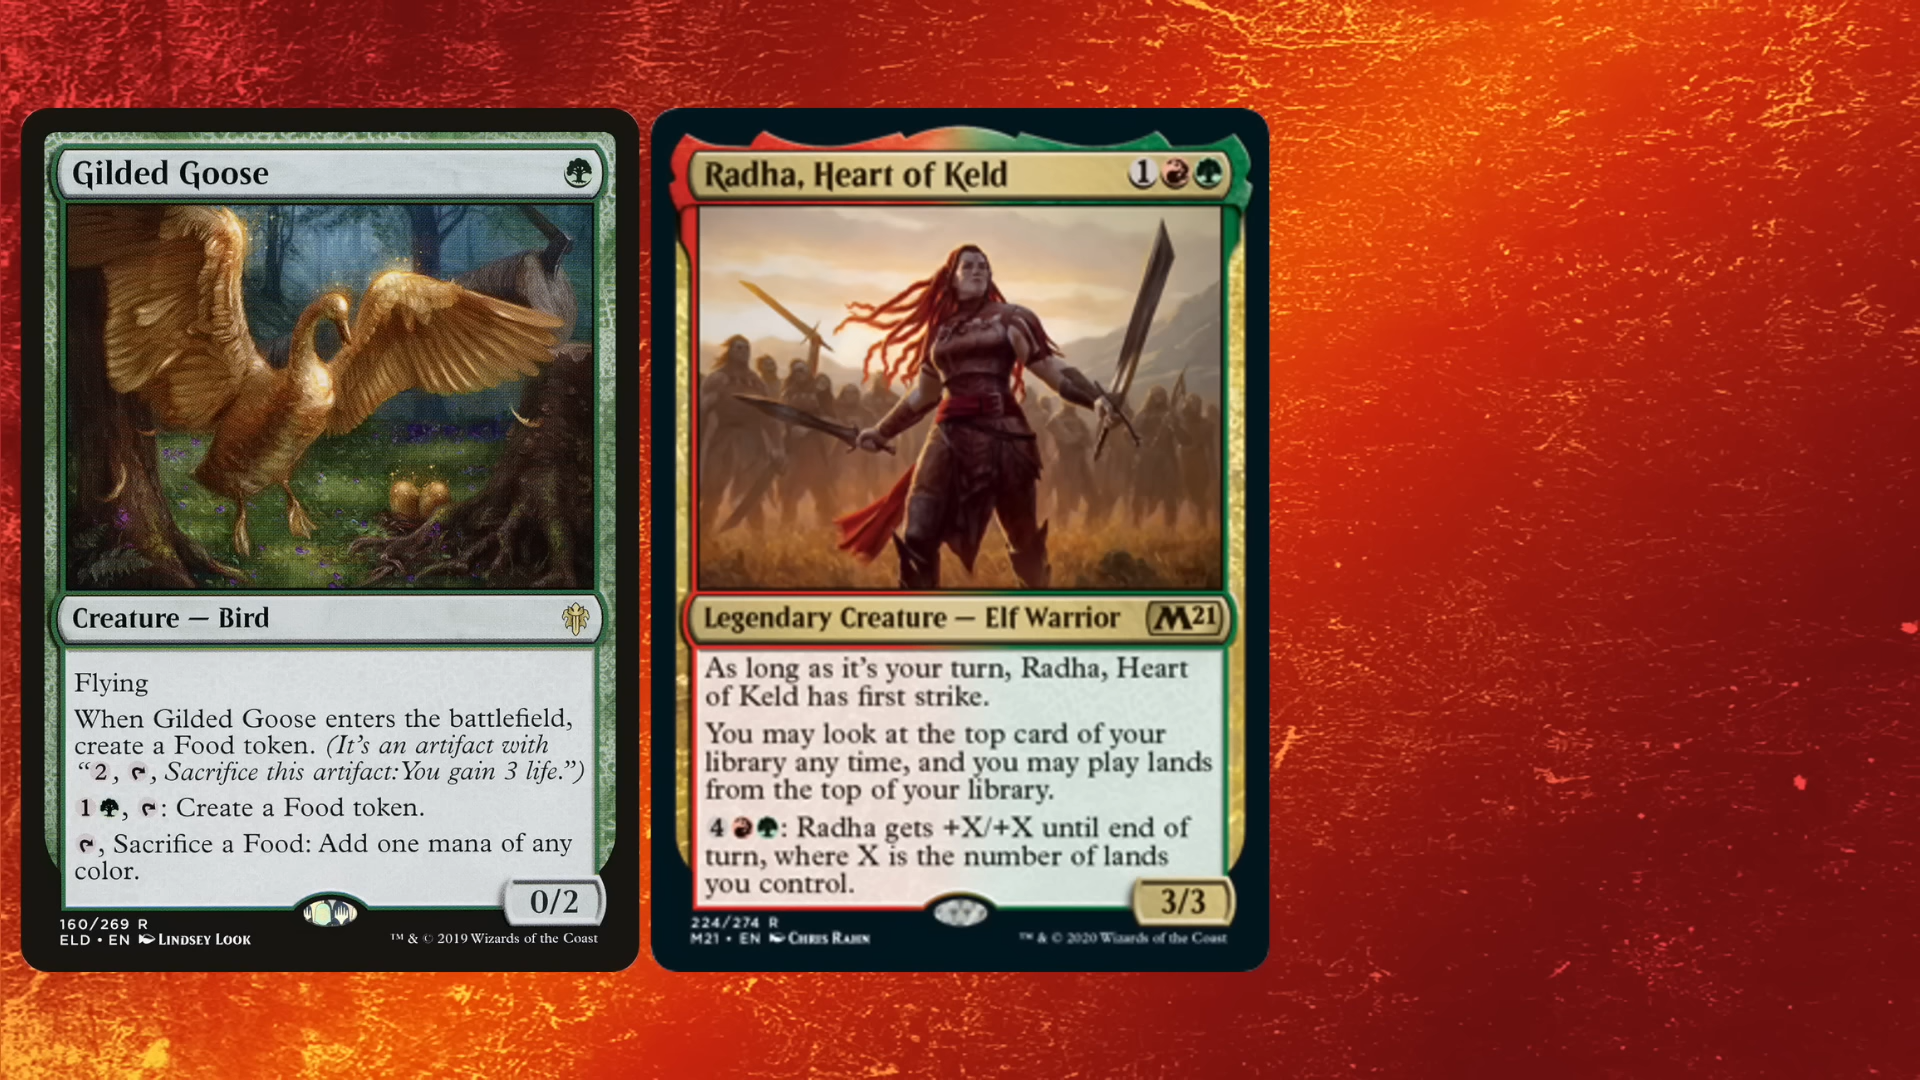 Gilded Goose
Creature — Bird
Flying
When Gilded Goose enters the battlefield,
create a Food token. (It's an artifact with
“2, , Sacrifice this artifact: You gain 3 life.”)
1 , : Create a Food token.
, Sacrifice a Food: Add one mana of any
color.
0/2
160/269 R
ELD • EN LINDSEY LOOK
™ & © 2019 Wizards of the Coast
Radha, Heart of Keld 1
Legendary Creature — Elf Warrior M21
As long as it's your turn, Radha, Heart
of Keld has first strike.
You may look at the top card of your
library any time, and you may play lands
from the top of your library.
4 : Radha gets +X/+X until end of
turn, where X is the number of lands
you control.
3/3
224/274 R
M21 • EN CHRIS RAHN
™ & © 2020 Wizards of the Coast